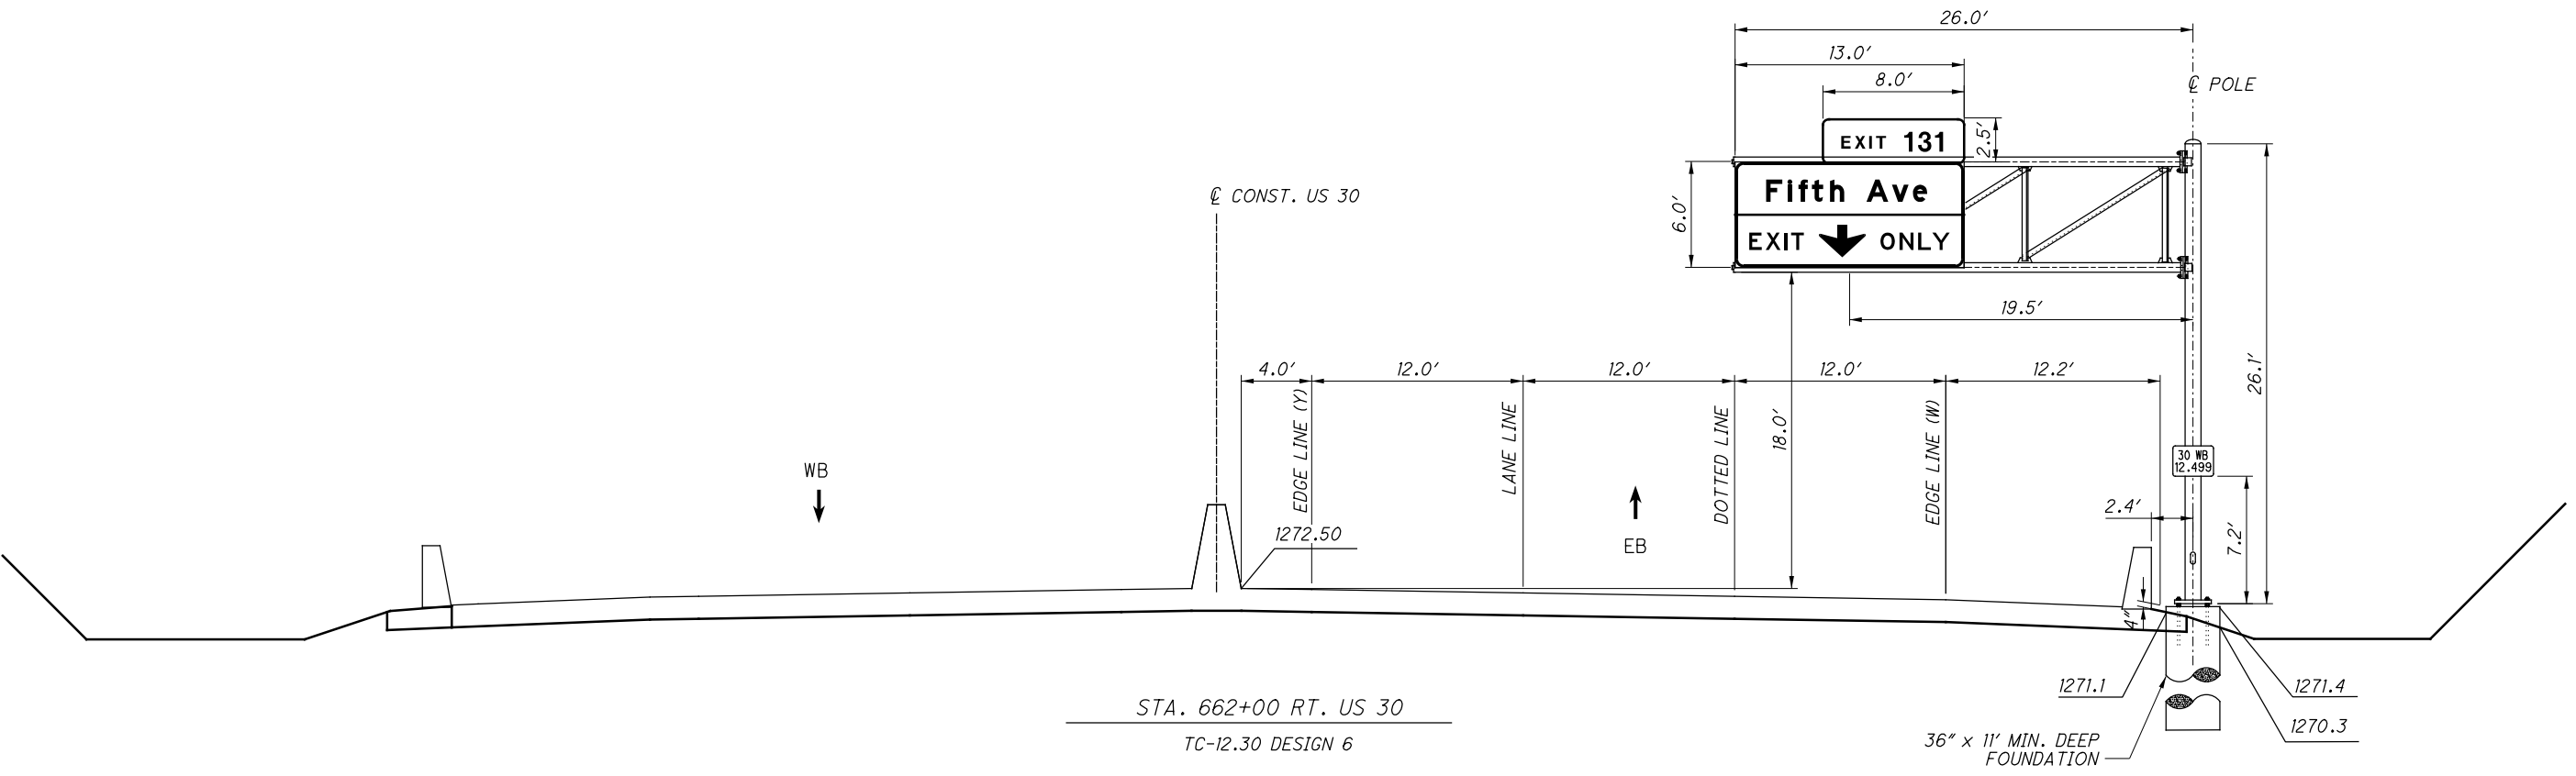 26.0'
13.0'
8.0'
℄ POLE
EXIT 131
2.5'
Fifth Ave
EXIT ONLY
6.0'
℄ CONST. US 30
19.5'
26.1'
4.0'
12.0'
12.0'
12.0'
12.2'
EDGE LINE (Y)
LANE LINE
DOTTED LINE
18.0'
EDGE LINE (W)
WB
EB
30 WB
12.499
2.4'
7.2'
1272.50
4"
1271.1
1271.4
1270.3
STA. 662+00 RT. US 30
TC-12.30 DESIGN 6
36" x 11' MIN. DEEP
FOUNDATION